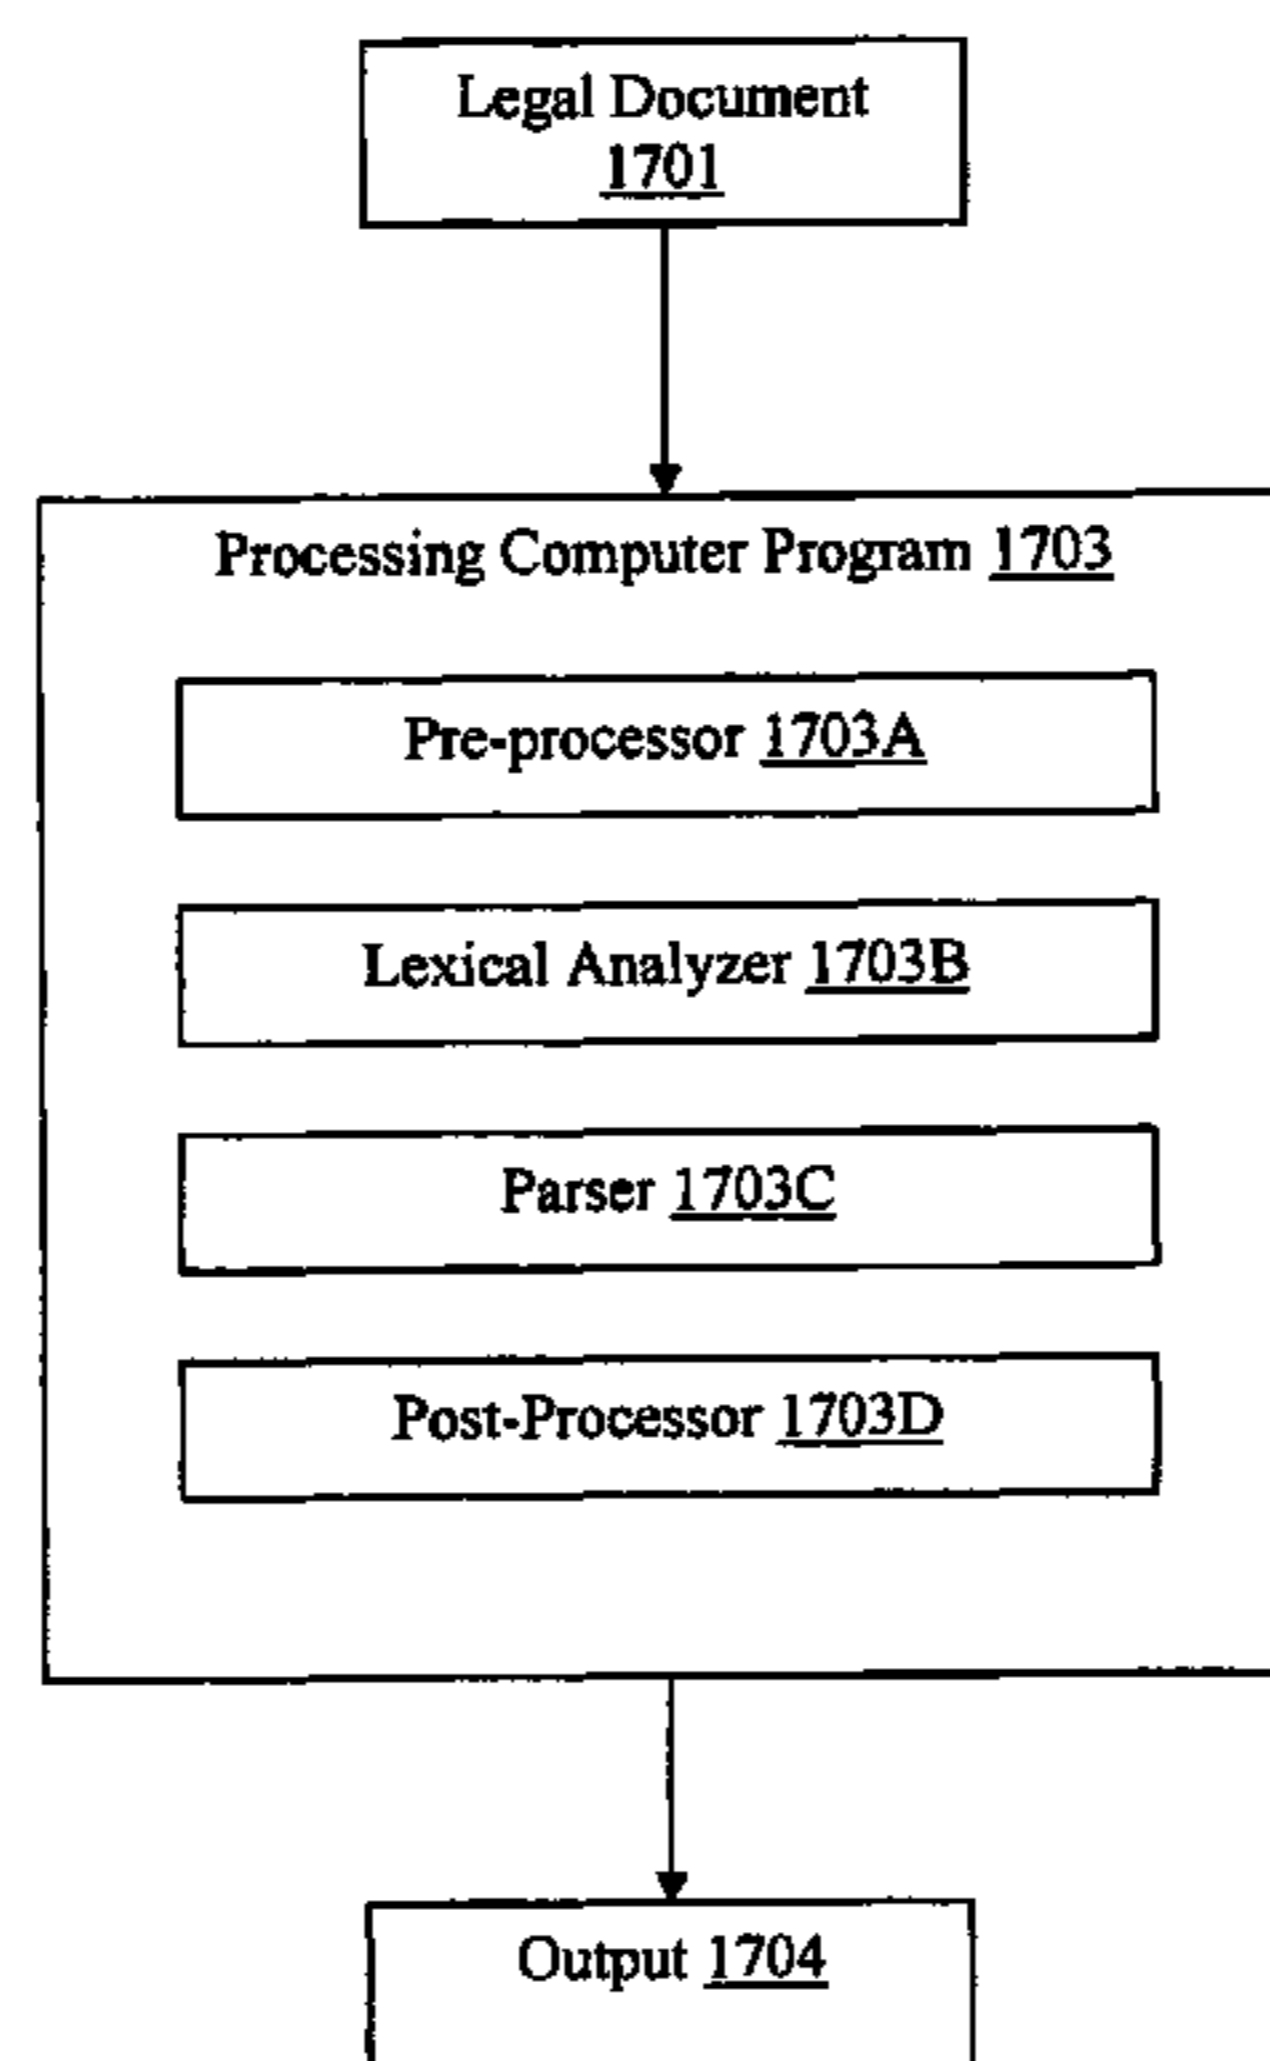 Legal Document
1701
Processing Computer Program 1703
Pre-processor 1703A
Lexical Analyzer 1703B
Parser 1703C
Post-Processor 1703D
Output 1704